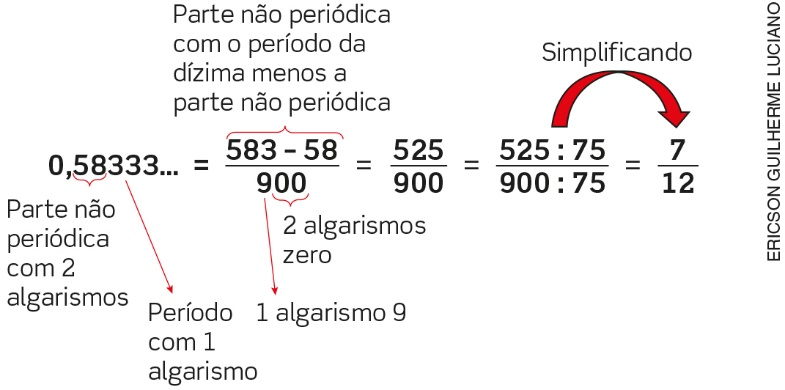 Parte não periódica
com o período da
dízima menos a
parte não periódica
Simplificando
0,58333... = 583 – 58 / 900 = 525 / 900 = 525 : 75 / 900 : 75 = 7 / 12
Parte não
periódica
com 2
algarismos
2 algarismos
zero
Período
com 1
algarismo
1 algarismo 9
ERICSON GUILHERME LUCIANO